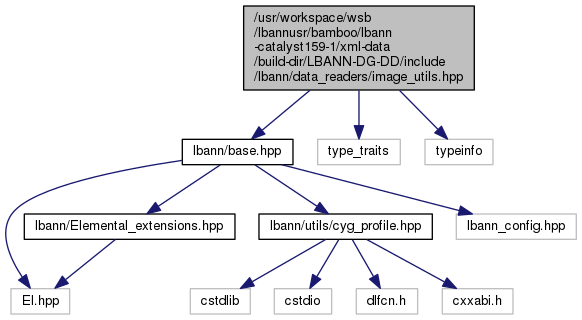 /usr/workspace/wsb
/lbannusr/bamboo/lbann
-catalyst159-1/xml-data
/build-dir/LBANN-DG-DD/include
/lbann/data_readers/image_utils.hpp
lbann/base.hpp
type_traits
typeinfo
lbann/Elemental_extensions.hpp
lbann/utils/cyg_profile.hpp
lbann_config.hpp
El.hpp
cstdlib
cstdio
dlfcn.h
cxxabi.h